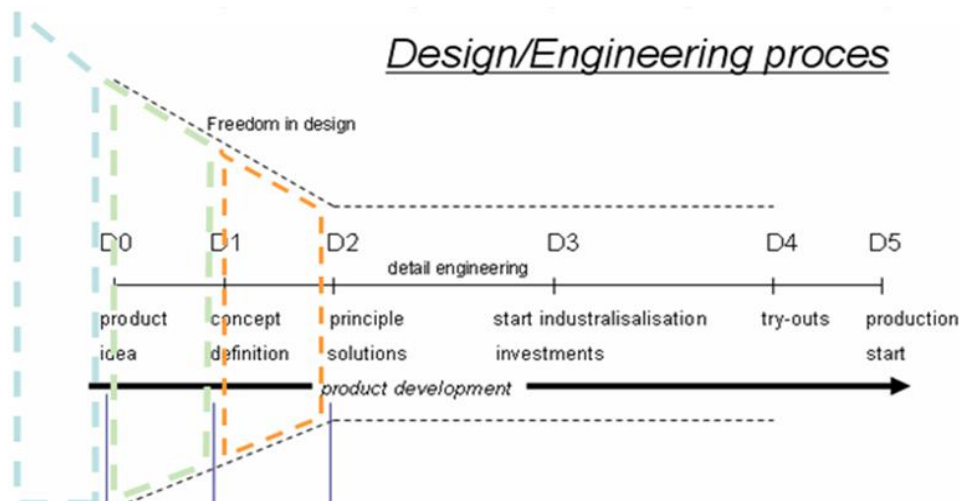 Design/Engineering proces
Freedom in design
D0 D1 D2 D3 D4 D5
detail engineering
product concept principle start industralisalisation try-outs production
idea definition solutions investments start
product development